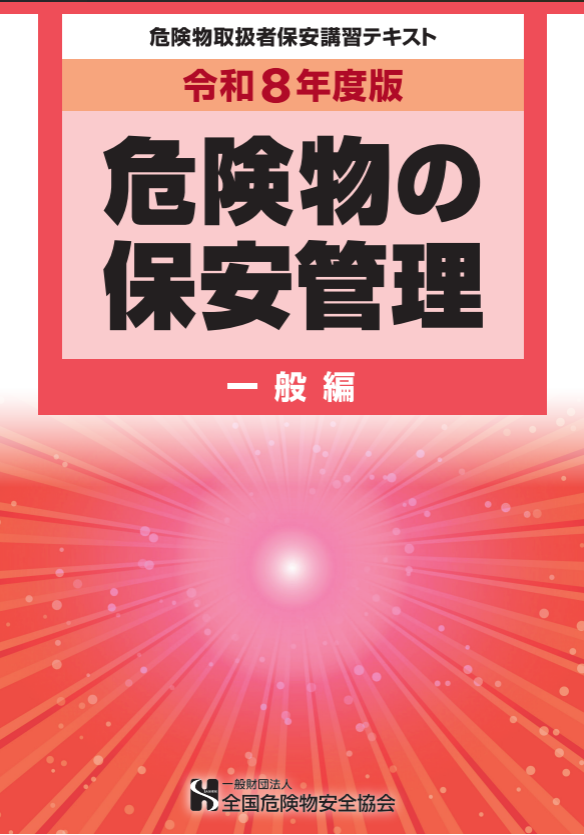 危険物取扱者保安講習テキスト
令和8年度版
危険物の
保安管理
一般編
一般財団法人
全国危険物安全協会